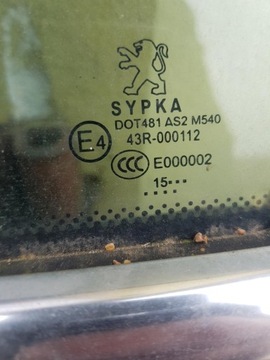 SYPKA
DOT481 AS2 M540
E4 43R-000112
CCC E000002
15